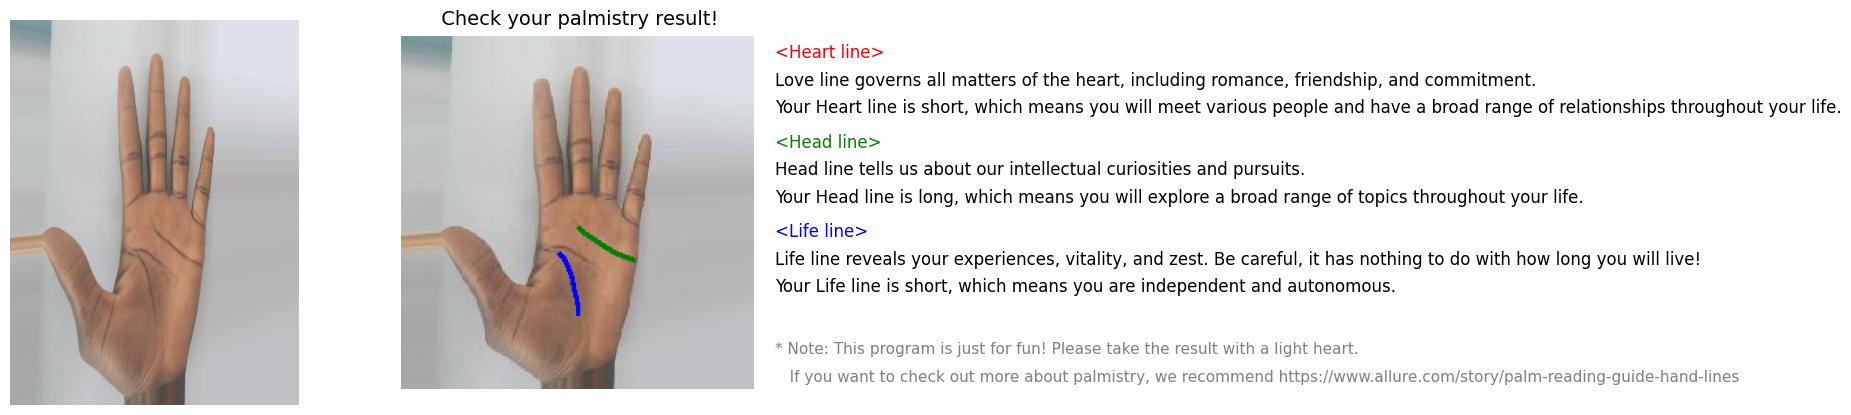 Check your palmistry result!
<Heart line>
Love line governs all matters of the heart, including romance, friendship, and commitment.
Your Heart line is short, which means you will meet various people and have a broad range of relationships throughout your life.
<Head line>
Head line tells us about our intellectual curiosities and pursuits.
Your Head line is long, which means you will explore a broad range of topics throughout your life.
<Life line>
Life line reveals your experiences, vitality, and zest. Be careful, it has nothing to do with how long you will live!
Your Life line is short, which means you are independent and autonomous.
* Note: This program is just for fun! Please take the result with a light heart.
If you want to check out more about palmistry, we recommend https://www.allure.com/story/palm-reading-guide-hand-lines